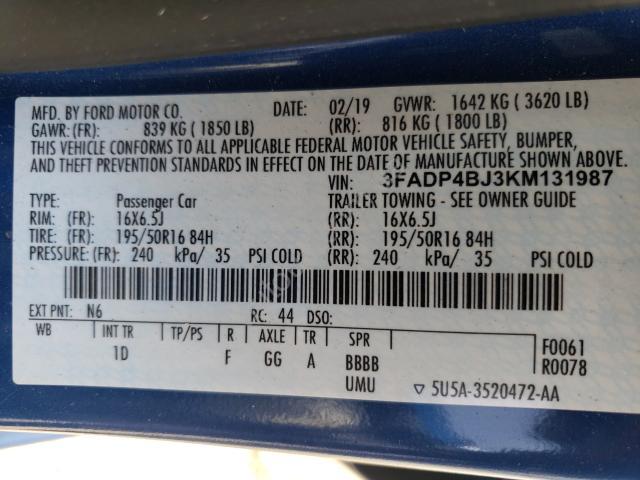 MFD. BY FORD MOTOR CO. DATE: 02/19 GVWR: 1642 KG ( 3620 LB)
GAWR: (FR): 839 KG ( 1850 LB) (RR): 816 KG ( 1800 LB)
THIS VEHICLE CONFORMS TO ALL APPLICABLE FEDERAL MOTOR VEHICLE SAFETY, BUMPER,
AND THEFT PREVENTION STANDARDS IN EFFECT ON THE DATE OF MANUFACTURE SHOWN ABOVE.
VIN: 3FADP4BJ3KM131987
TYPE: Passenger Car TRAILER TOWING - SEE OWNER GUIDE
RIM: (FR): 16X6.5J (RR): 16X6.5J
TIRE: (FR): 195/50R16 84H (RR): 195/50R16 84H
PRESSURE: (FR): 240 kPa/ 35 PSI COLD (RR): 240 kPa/ 35 PSI COLD
EXT PNT: N6 RC: 44 DSO:
WB INT TR TP/PS R AXLE TR SPR
1D F GG A BBBB
UMU
F0061
R0078
5U5A-3520472-AA